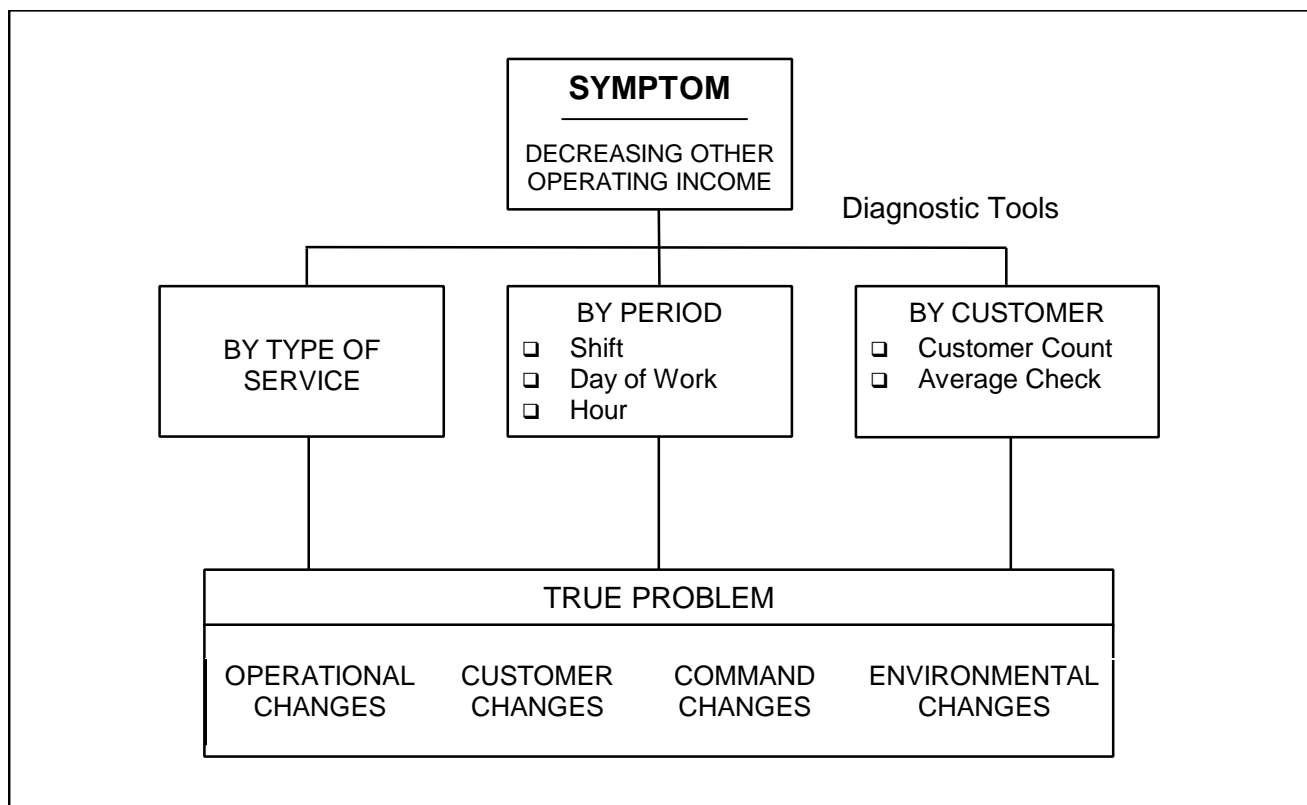 SYMPTOM
DECREASING OTHER
OPERATING INCOME
Diagnostic Tools
BY TYPE OF
SERVICE
BY PERIOD
❑ Shift
❑ Day of Work
❑ Hour
BY CUSTOMER
❑ Customer Count
❑ Average Check
TRUE PROBLEM
OPERATIONAL
CHANGES
CUSTOMER
CHANGES
COMMAND
CHANGES
ENVIRONMENTAL
CHANGES